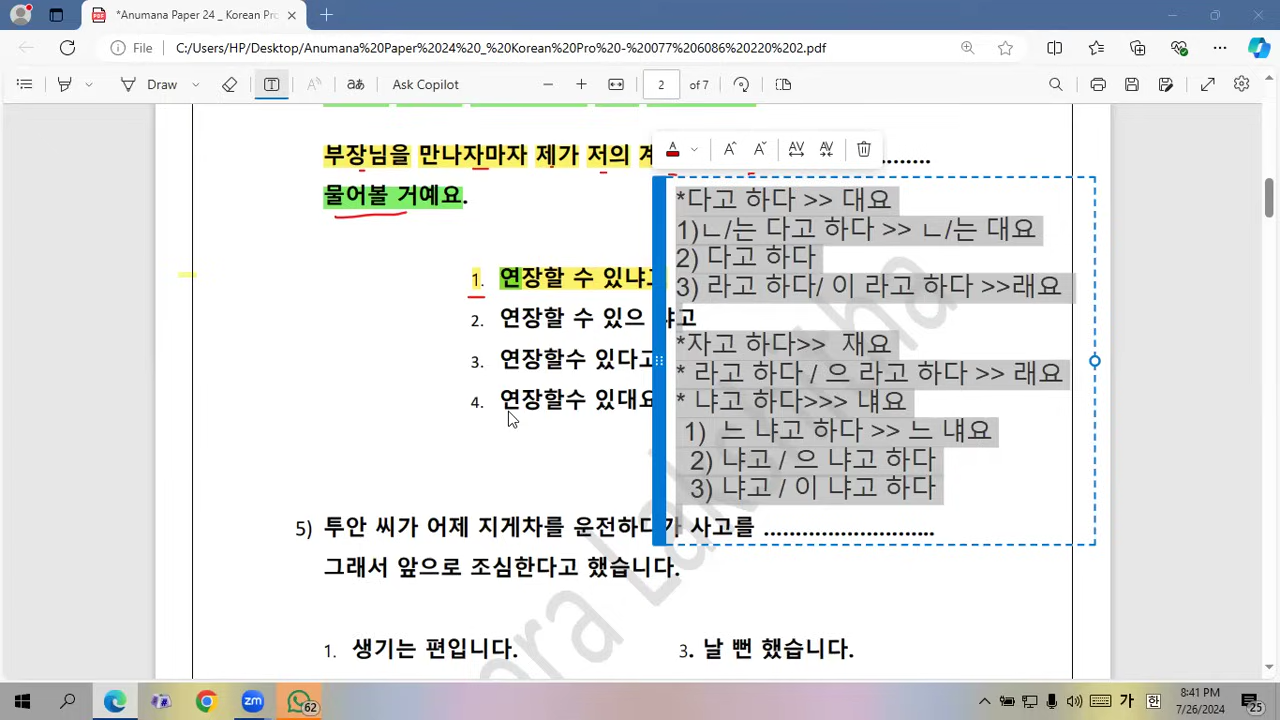 *Anumana Paper 24 _ Korean Pro
File C:/Users/HP/Desktop/Anumana%20Paper%2024%20_%20Korean%20Pro%20-%20077%206086%20220%202.pdf
Draw
Ask Copilot
2 of 7
부장님을 만나자마자 제가 저의 ..........
물어볼 거예요.
*다고 하다 >> 대요
1)ㄴ/는 다고 하다 >> ㄴ/는 대요
2) 다고 하다
3) 라고 하다/ 이 라고 하다 >>래요
*자고 하다>> 재요
* 라고 하다 / 으 라고 하다 >> 래요
* 냐고 하다>>> 냬요
1) 느 냐고 하다 >> 느 냬요
2) 냐고 / 으 냐고 하다
3) 냐고 / 이 냐고 하다
1. 연장할 수 있냐고
2. 연장할 수 있으 냐고
3. 연장할수 있다고
4. 연장할수 있대요
5) 투안 씨가 어제 지게차를 운전하다가 사고를 ..........................
그래서 앞으로 조심한다고 했습니다.
1. 생기는 편입니다.
3. 날 뻔 했습니다.
62
가
한
8:41 PM
7/26/2024
25